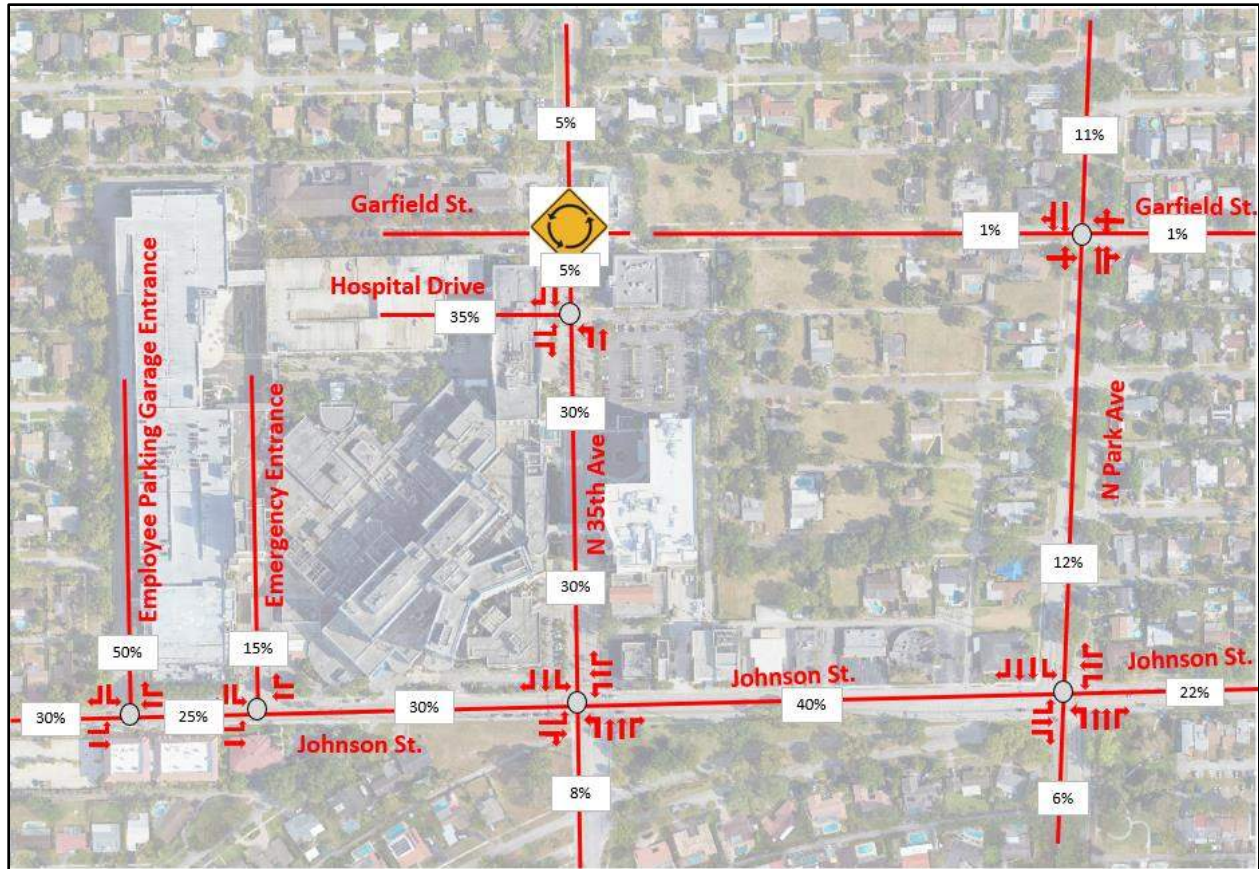 5%
11%
Garfield St.
Garfield St.
1%
1%
5%
Hospital Drive
35%
Employee Parking Garage Entrance
Emergency Entrance
30%
N 35th Ave
N Park Ave
30%
12%
50%
15%
Johnson St.
Johnson St.
30%
25%
30%
40%
22%
Johnson St.
8%
6%